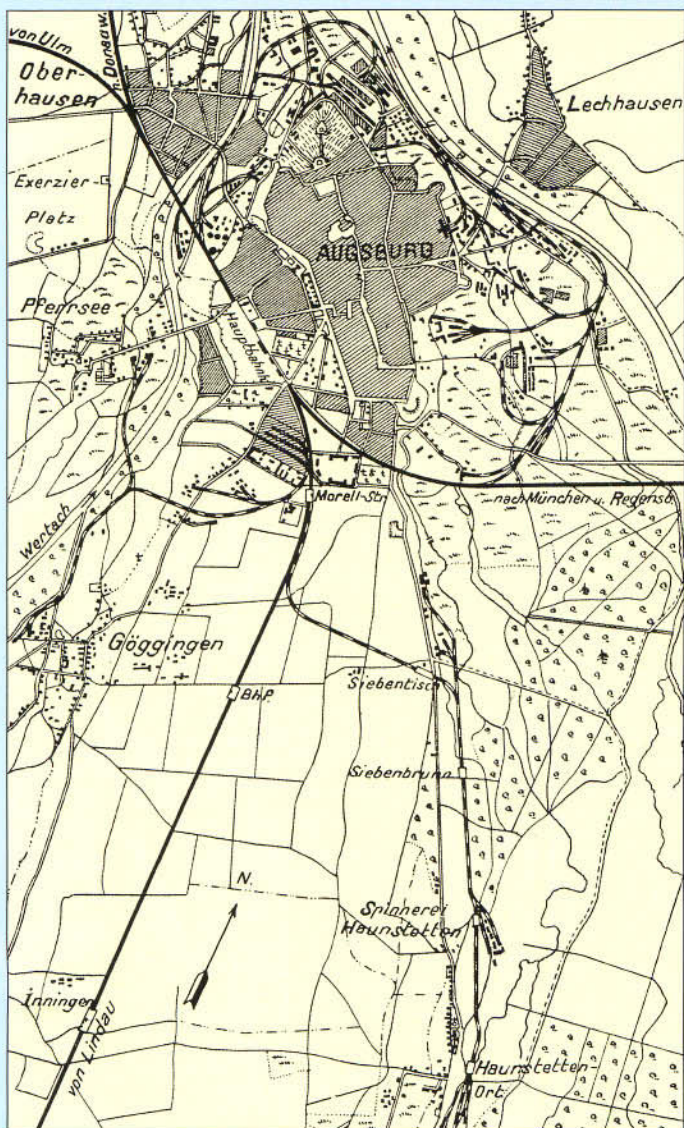 von Ulm
n. Donauw.
Ober-
hausen
Lechhausen
Exerzier-
Platz
AUGSBURG
Pfersee
Hauptbahnh.
Morell-Str.
nach München u. Regensb.
Wertach
Göggingen
BhP.
Siebentisch
Siebenbrunn
N.
Spinnerei
Haunstetten
Inningen
von Lindau
Haunstetten-
Ort